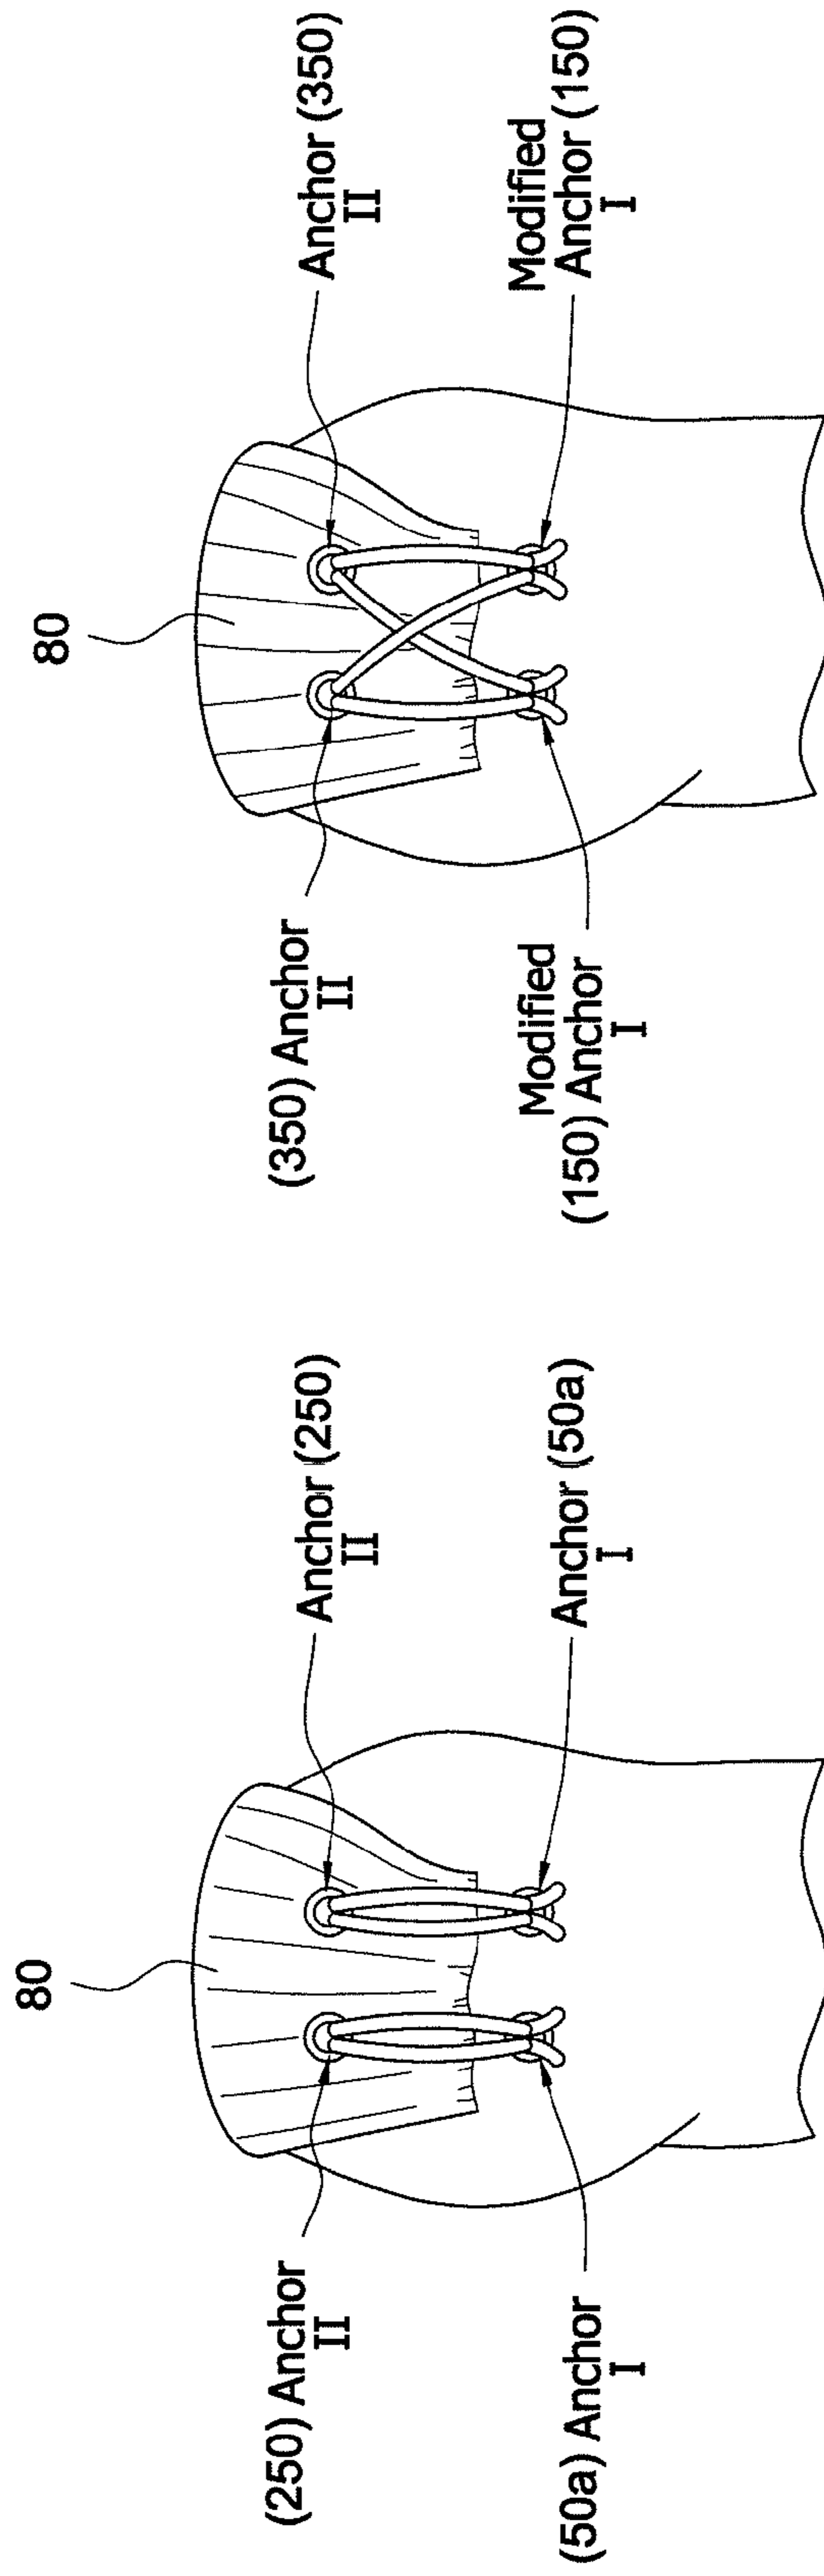 80
(250) Anchor
II
Anchor (250)
II
(50a) Anchor
I
Anchor (50a)
I
80
(350) Anchor
II
Anchor (350)
II
Modified
(150) Anchor
I
Modified
Anchor (150)
I